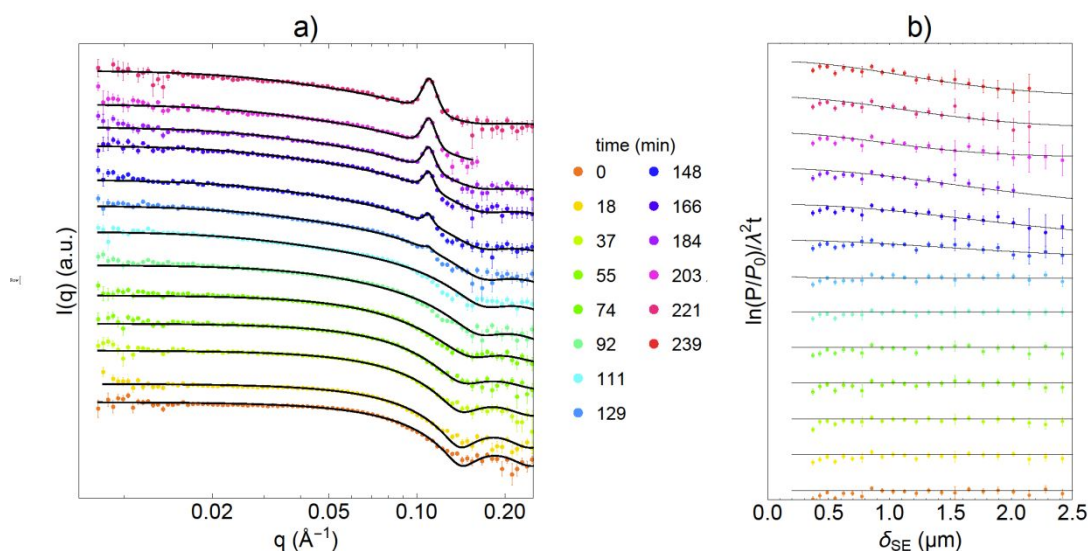 a)
b)
I(q) (a.u.)
0.02
0.05
0.10
0.20
q (Å⁻¹)
time (min)
0 148
18 166
37 184
55 203
74 221
92 239
111
129
ln(P/P₀)/λ²t
0.0 0.5 1.0 1.5 2.0 2.5
δSE (μm)